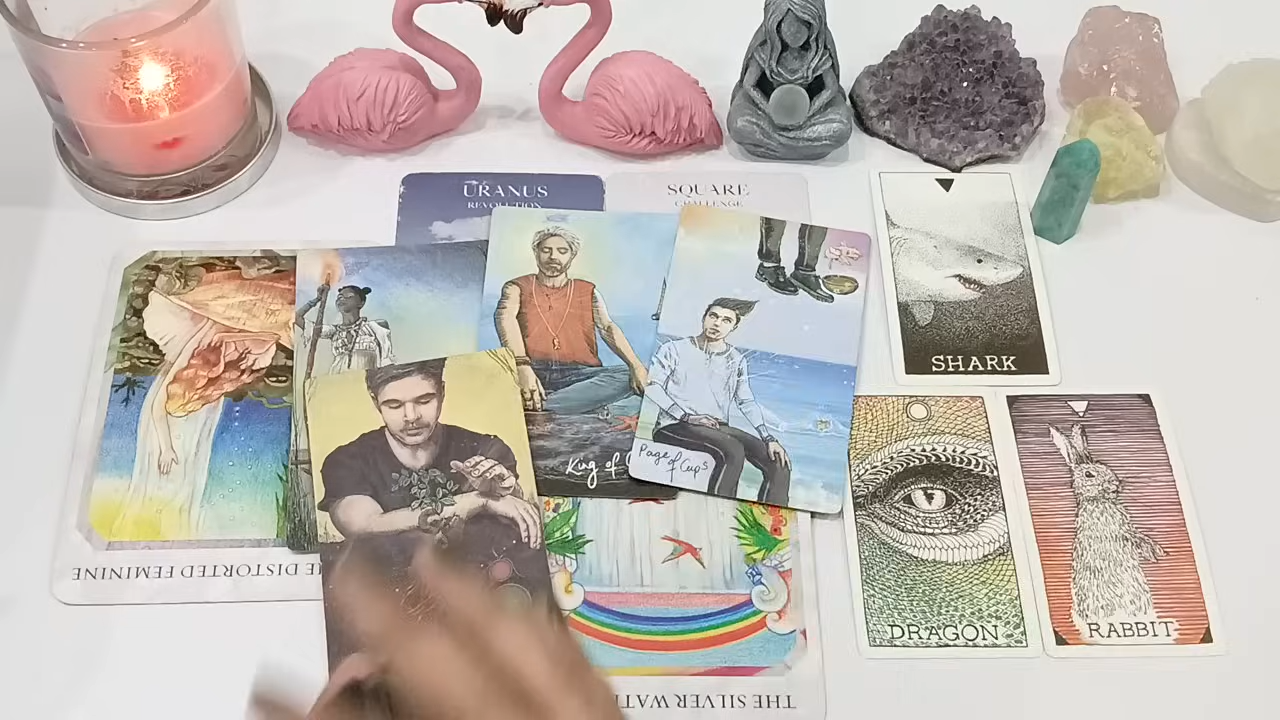 URANUS
REVOLUTION
SQUARE
CHALLENGE
SHARK
King of
Page of Cups
DRAGON
RABBIT
DISTORTED FEMININE
THE SILVER WAT